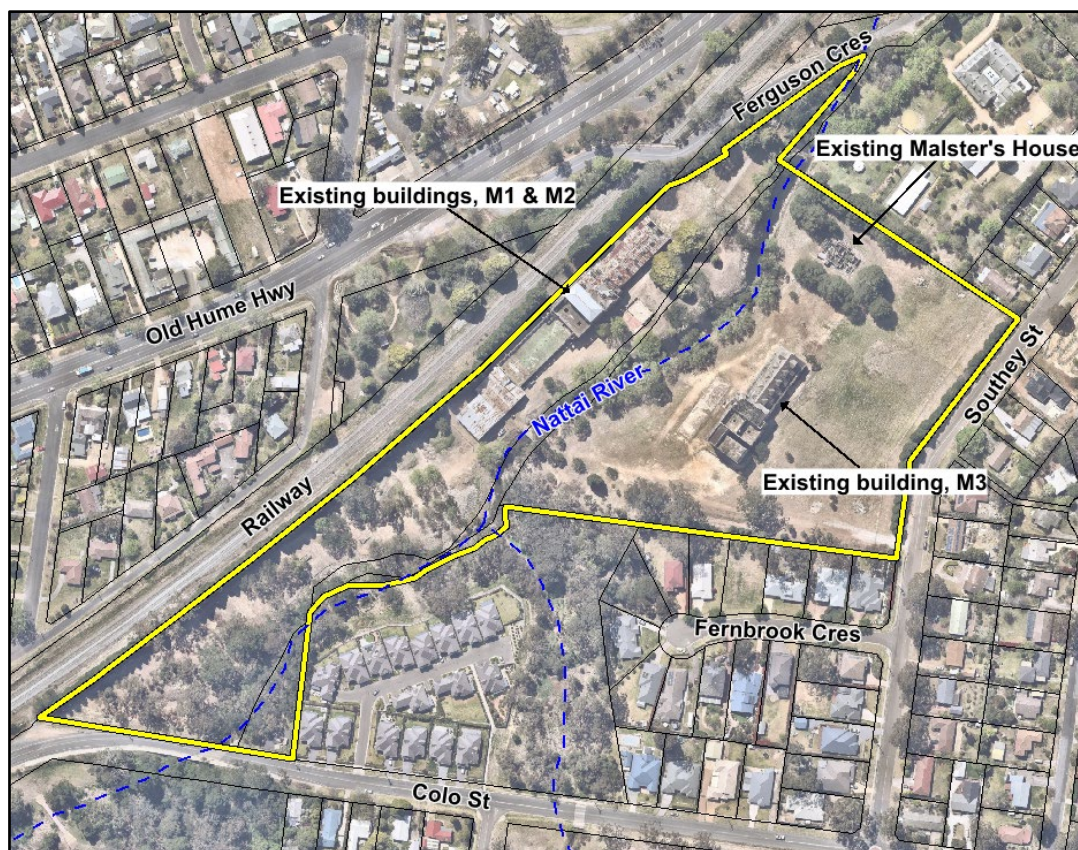 Ferguson Cres
Existing Malster's House
Existing buildings, M1 & M2
Old Hume Hwy
Southey St
Nattai River
Existing building, M3
Railway
Fernbrook Cres
Colo St